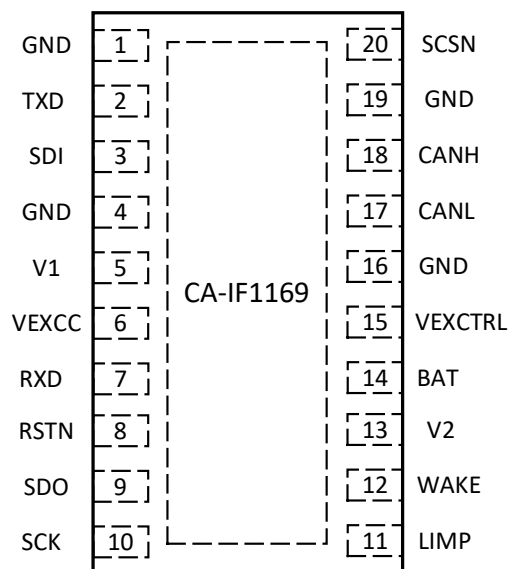 GND 1 20 SCSN
TXD 2 19 GND
SDI 3 18 CANH
GND 4 17 CANL
V1 5 16 GND
CA-IF1169
VEXCC 6 15 VEXCTRL
RXD 7 14 BAT
RSTN 8 13 V2
SDO 9 12 WAKE
SCK 10 11 LIMP